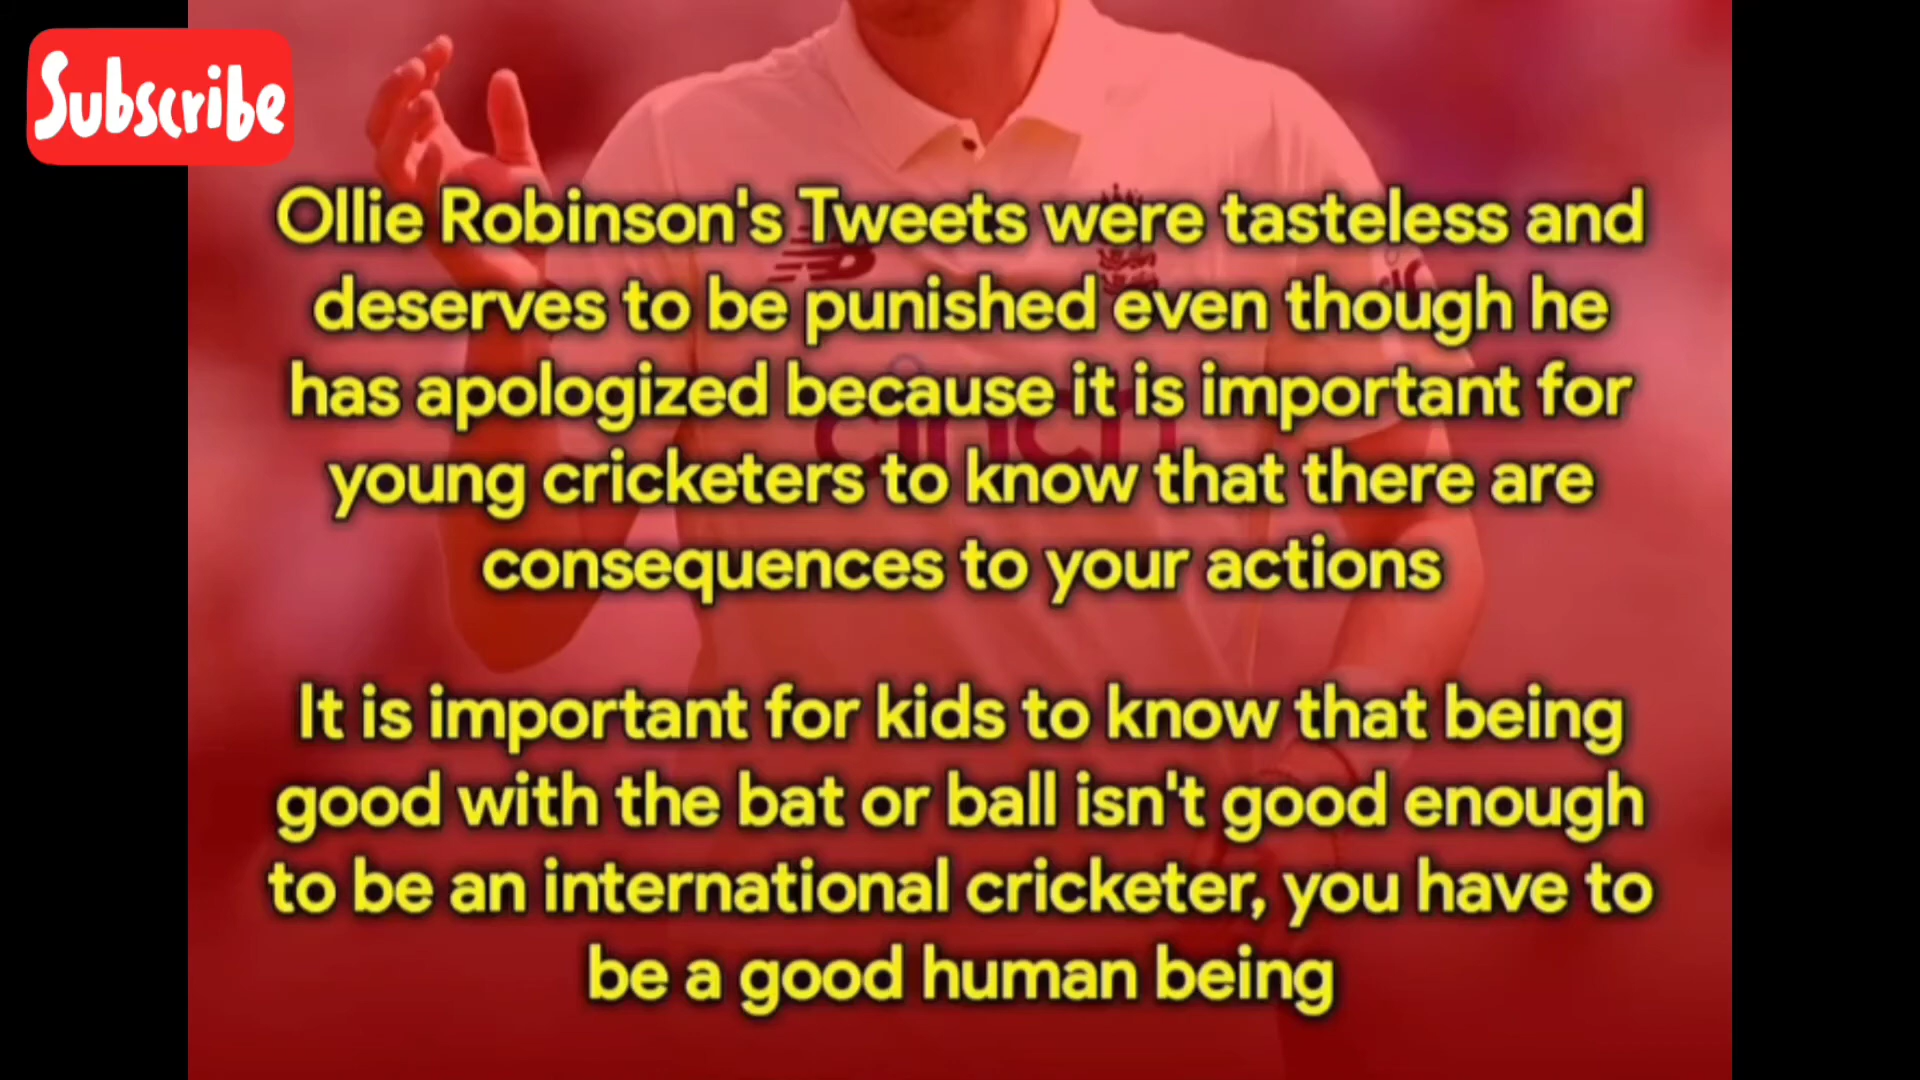 Subscribe
Ollie Robinson's Tweets were tasteless and
deserves to be punished even though he
has apologized because it is important for
young cricketers to know that there are
consequences to your actions
It is important for kids to know that being
good with the bat or ball isn't good enough
to be an international cricketer, you have to
be a good human being
cinch
NB